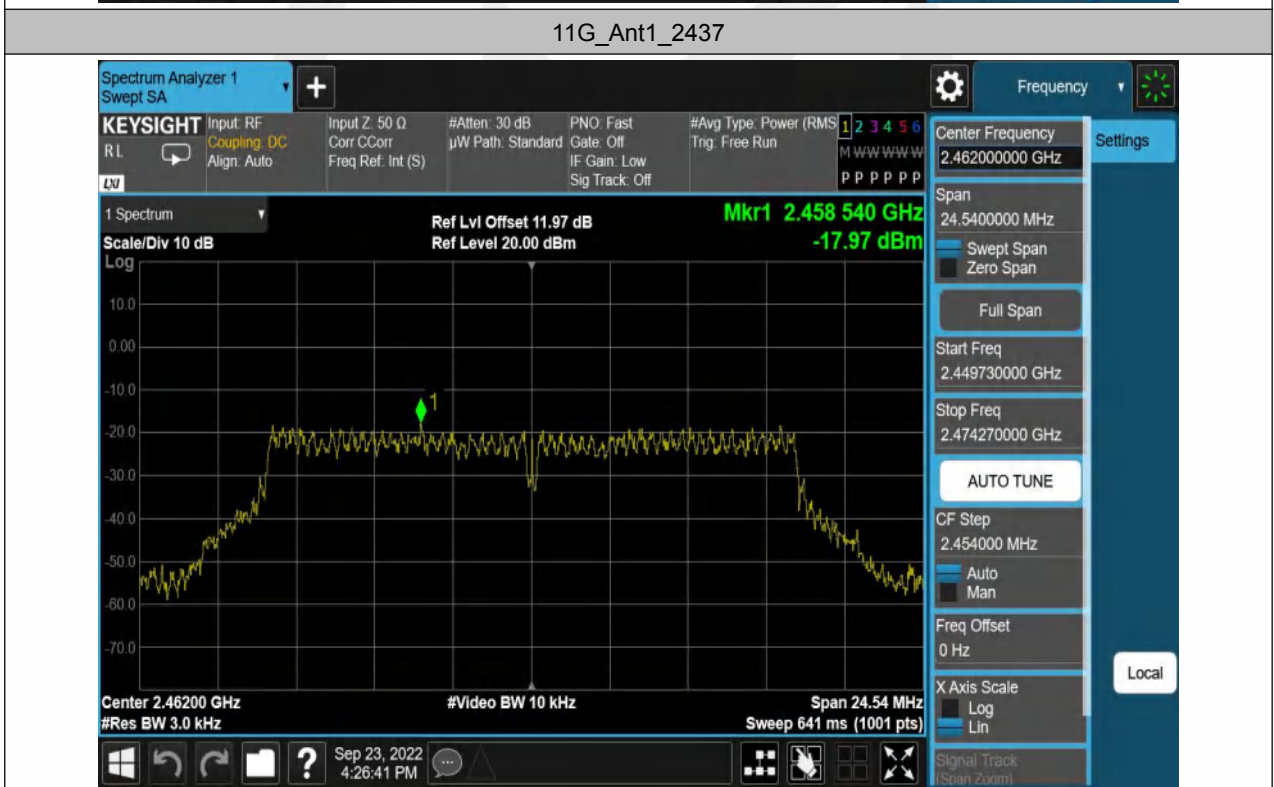 11G_Ant1_2437
Spectrum Analyzer 1
Swept SA
+
Frequency
KEYSIGHT
RL
LXI
Input: RF
Coupling: DC
Align: Auto
Input Z: 50 Ω
Corr CCorr
Freq Ref: Int (S)
#Atten: 30 dB
µW Path: Standard
PNO: Fast
Gate: Off
IF Gain: Low
Sig Track: Off
#Avg Type: Power (RMS
Trig: Free Run
1 2 3 4 5 6
M W W W W W
P P P P P P
Center Frequency
2.462000000 GHz
Settings
1 Spectrum
Scale/Div 10 dB
Log
Ref Lvl Offset 11.97 dB
Ref Level 20.00 dBm
Mkr1 2.458 540 GHz
-17.97 dBm
Span
24.5400000 MHz
Swept Span
Zero Span
Full Span
Start Freq
2.449730000 GHz
Stop Freq
2.474270000 GHz
AUTO TUNE
CF Step
2.454000 MHz
Auto
Man
Freq Offset
0 Hz
X Axis Scale
Log
Lin
Signal Track
(Span Zoom)
Local
10.0
0.00
-10.0
-20.0
-30.0
-40.0
-50.0
-60.0
-70.0
1
Center 2.46200 GHz
#Res BW 3.0 kHz
#Video BW 10 kHz
Span 24.54 MHz
Sweep 641 ms (1001 pts)
?
Sep 23, 2022
4:26:41 PM